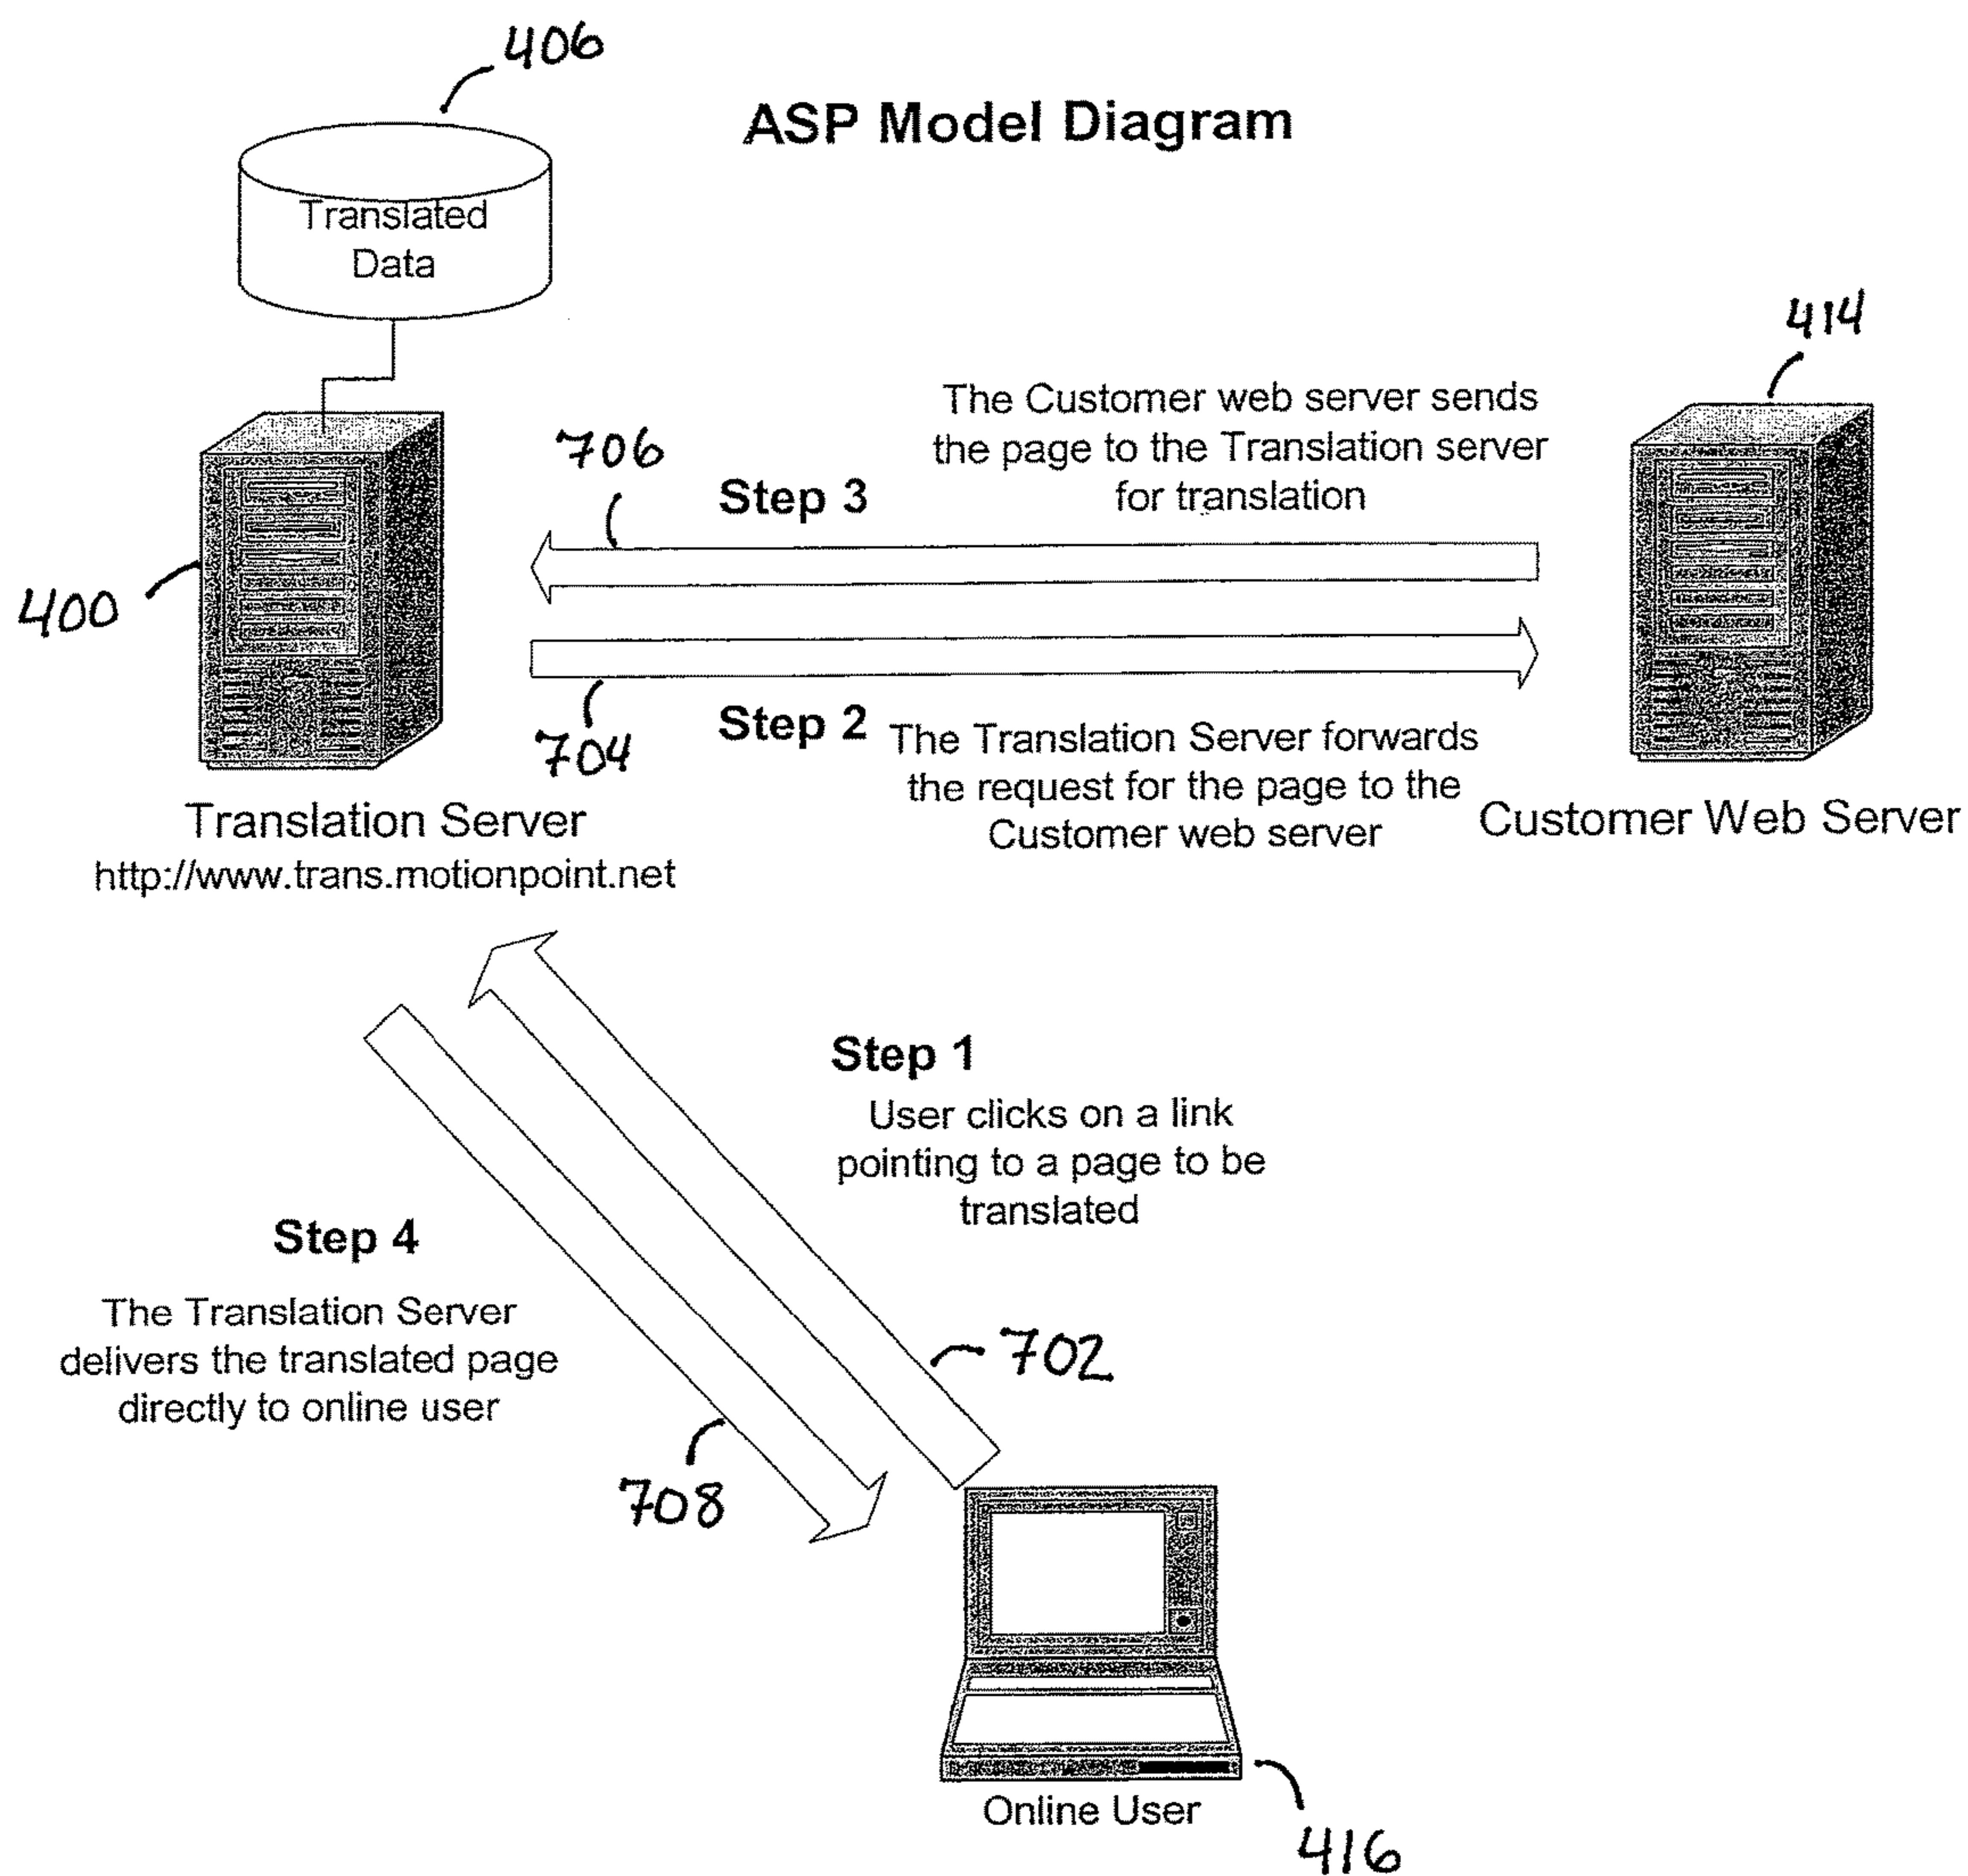 406
ASP Model Diagram
Translated
Data
414
The Customer web server sends
the page to the Translation server
for translation
706
Step 3
400
704
Step 2
The Translation Server forwards
the request for the page to the
Customer web server
Translation Server
http://www.trans.motionpoint.net
Customer Web Server
Step 1
User clicks on a link
pointing to a page to be
translated
Step 4
The Translation Server
delivers the translated page
directly to online user
702
708
Online User
416